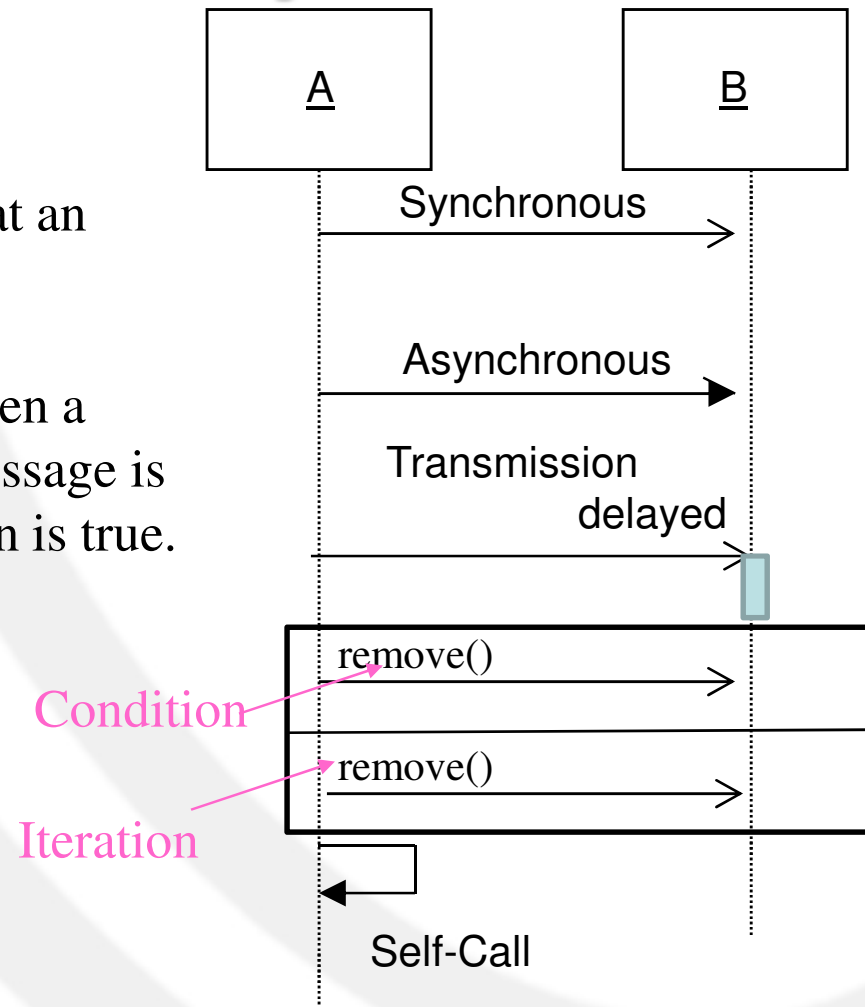 A
B
Synchronous
at an
Asynchronous
en a
ssage is
n is true.
Transmission
delayed
remove()
Condition
remove()
Iteration
Self-Call